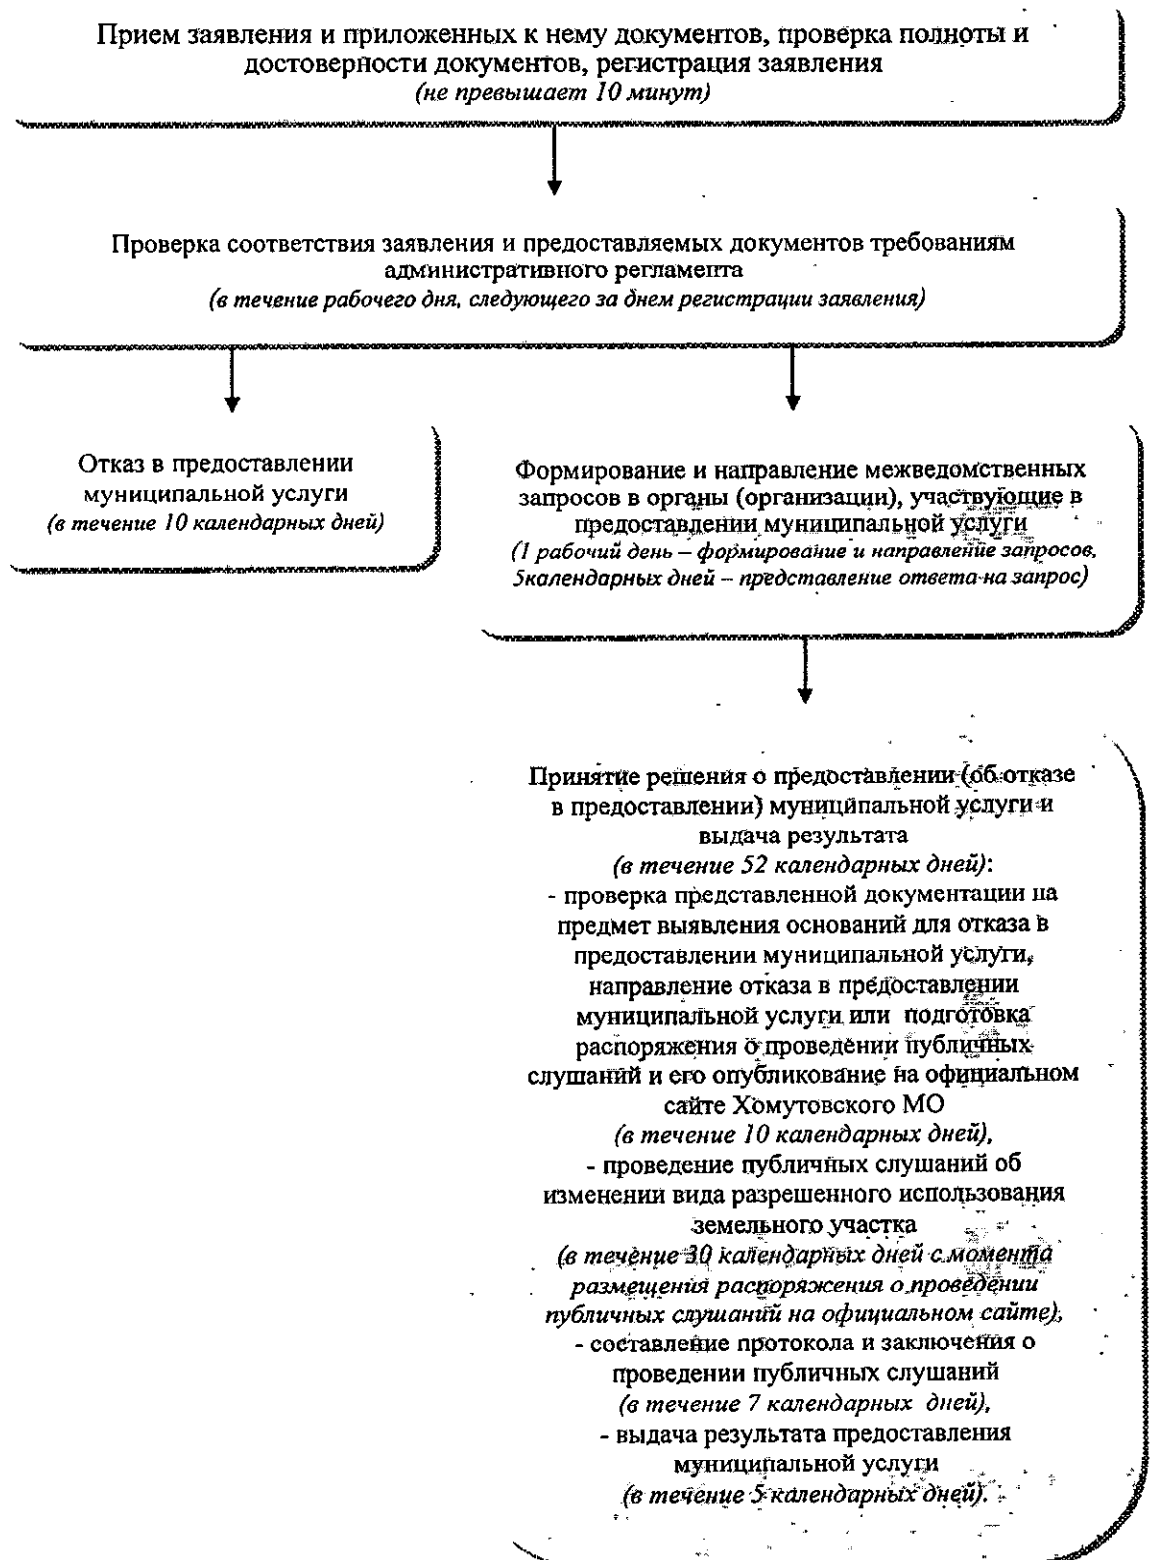 Прием заявления и приложенных к нему документов, проверка полноты и
достоверности документов, регистрация заявления
(не превышает 10 минут)
Проверка соответствия заявления и предоставляемых документов требованиям
административного регламента
(в течение рабочего дня, следующего за днем регистрации заявления)
Отказ в предоставлении
муниципальной услуги
(в течение 10 календарных дней)
Формирование и направление межведомственных
запросов в органы (организации), участвующие в
предоставлении муниципальной услуги
(1 рабочий день – формирование и направление запросов,
5календарных дней – представление ответа на запрос)
Принятие решения о предоставлении (об отказе
в предоставлении) муниципальной услуги и
выдача результата
(в течение 52 календарных дней):
- проверка представленной документации на
предмет выявления оснований для отказа в
предоставлении муниципальной услуги,
направление отказа в предоставлении
муниципальной услуги или подготовка
распоряжения о проведении публичных
слушаний и его опубликование на официальном
сайте Хомутовского МО
(в течение 10 календарных дней),
- проведение публичных слушаний об
изменении вида разрешенного использования
земельного участка
(в течение 30 календарных дней с момента
размещения распоряжения о проведении
публичных слушаний на официальном сайте),
- составление протокола и заключения о
проведении публичных слушаний
(в течение 7 календарных дней),
- выдача результата предоставления
муниципальной услуги
(в течение 5 календарных дней).